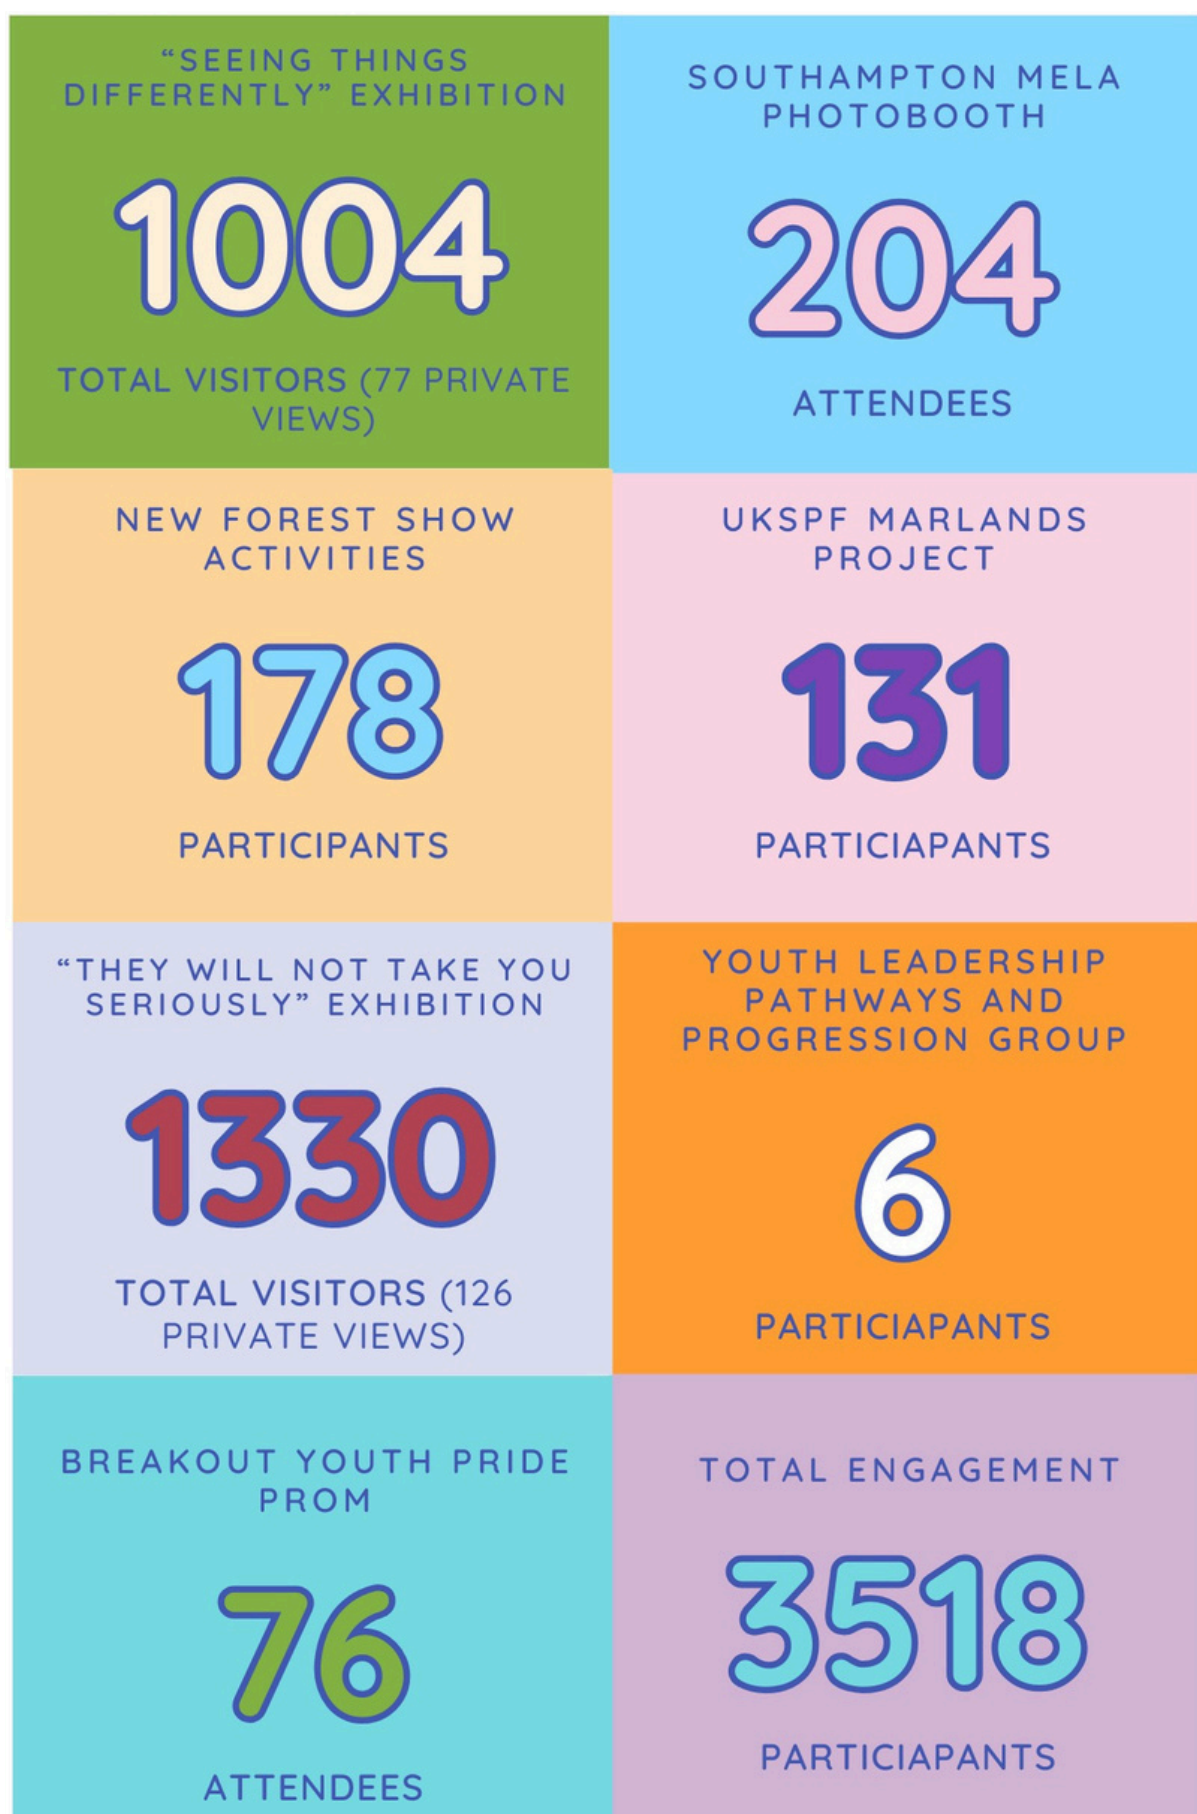 “SEEING THINGS
DIFFERENTLY” EXHIBITION
1004
TOTAL VISITORS (77 PRIVATE
VIEWS)
SOUTHAMPTON MELA
PHOTOBOOTH
204
ATTENDEES
NEW FOREST SHOW
ACTIVITIES
178
PARTICIPANTS
UKSPF MARLANDS
PROJECT
131
PARTICIAPANTS
“THEY WILL NOT TAKE YOU
SERIOUSLY” EXHIBITION
1330
TOTAL VISITORS (126
PRIVATE VIEWS)
YOUTH LEADERSHIP
PATHWAYS AND
PROGRESSION GROUP
6
PARTICIAPANTS
BREAKOUT YOUTH PRIDE
PROM
76
ATTENDEES
TOTAL ENGAGEMENT
3518
PARTICIAPANTS